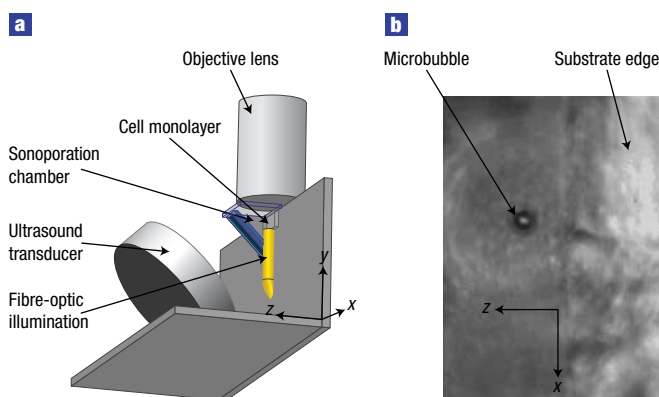 a
Objective lens
Cell monolayer
Sonoporation
chamber
Ultrasound
transducer
Fibre-optic
illumination
y
x
z
b
Microbubble
Substrate edge
z
x